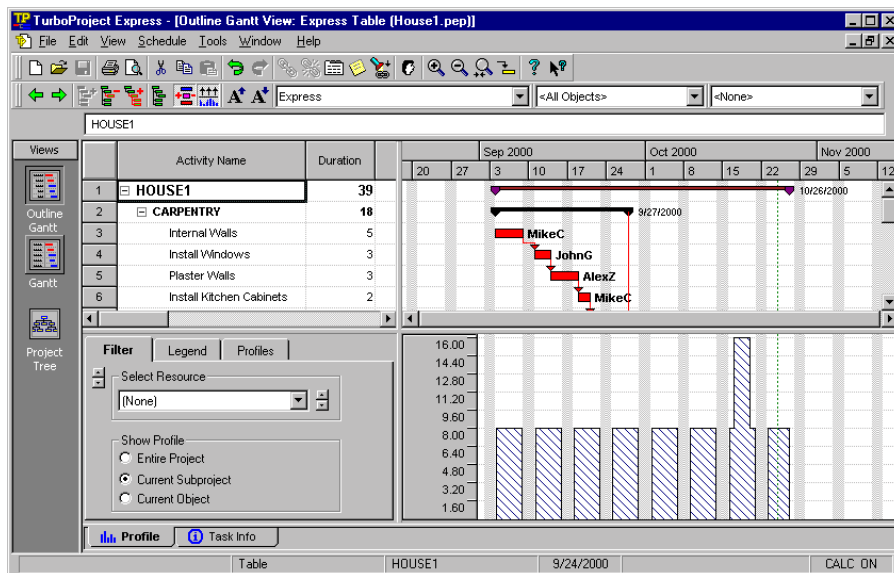 TurboProject Express - [Outline Gantt View: Express Table (House1.pep)]
File Edit View Schedule Tools Window Help
Express <All Objects> <None>
HOUSE1
Views
Outline Gantt
Gantt
Project Tree
Activity Name Duration
Sep 2000 Oct 2000 Nov 2000
20 27 3 10 17 24 1 8 15 22 29 5 12
1 HOUSE1 39 10/26/2000
2 CARPENTRY 18 9/27/2000
3 Internal Walls 5 MikeC
4 Install Windows 3 JohnG
5 Plaster Walls 3 AlexZ
6 Install Kitchen Cabinets 2 MikeC
Filter Legend Profiles
Select Resource
(None)
Show Profile
Entire Project
Current Subproject
Current Object
16.00
14.40
12.80
11.20
9.60
8.00
6.40
4.80
3.20
1.60
Profile Task Info
Table HOUSE1 9/24/2000 CALC ON